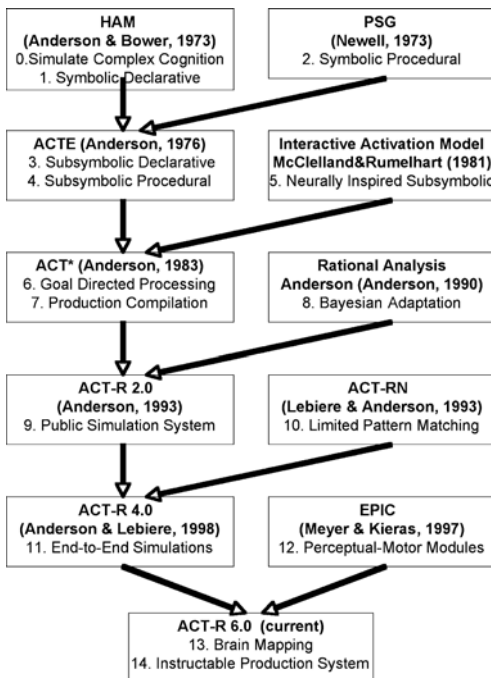 HAM
(Anderson & Bower, 1973)
0.Simulate Complex Cognition
1. Symbolic Declarative
PSG
(Newell, 1973)
2. Symbolic Procedural
ACTE (Anderson, 1976)
3. Subsymbolic Declarative
4. Subsymbolic Procedural
Interactive Activation Model
McClelland&Rumelhart (1981)
5. Neurally Inspired Subsymbolic
ACT* (Anderson, 1983)
6. Goal Directed Processing
7. Production Compilation
Rational Analysis
Anderson (Anderson, 1990)
8. Bayesian Adaptation
ACT-R 2.0
(Anderson, 1993)
9. Public Simulation System
ACT-RN
(Lebiere & Anderson, 1993)
10. Limited Pattern Matching
ACT-R 4.0
(Anderson & Lebiere, 1998)
11. End-to-End Simulations
EPIC
(Meyer & Kieras, 1997)
12. Perceptual-Motor Modules
ACT-R 6.0 (current)
13. Brain Mapping
14. Instructable Production System